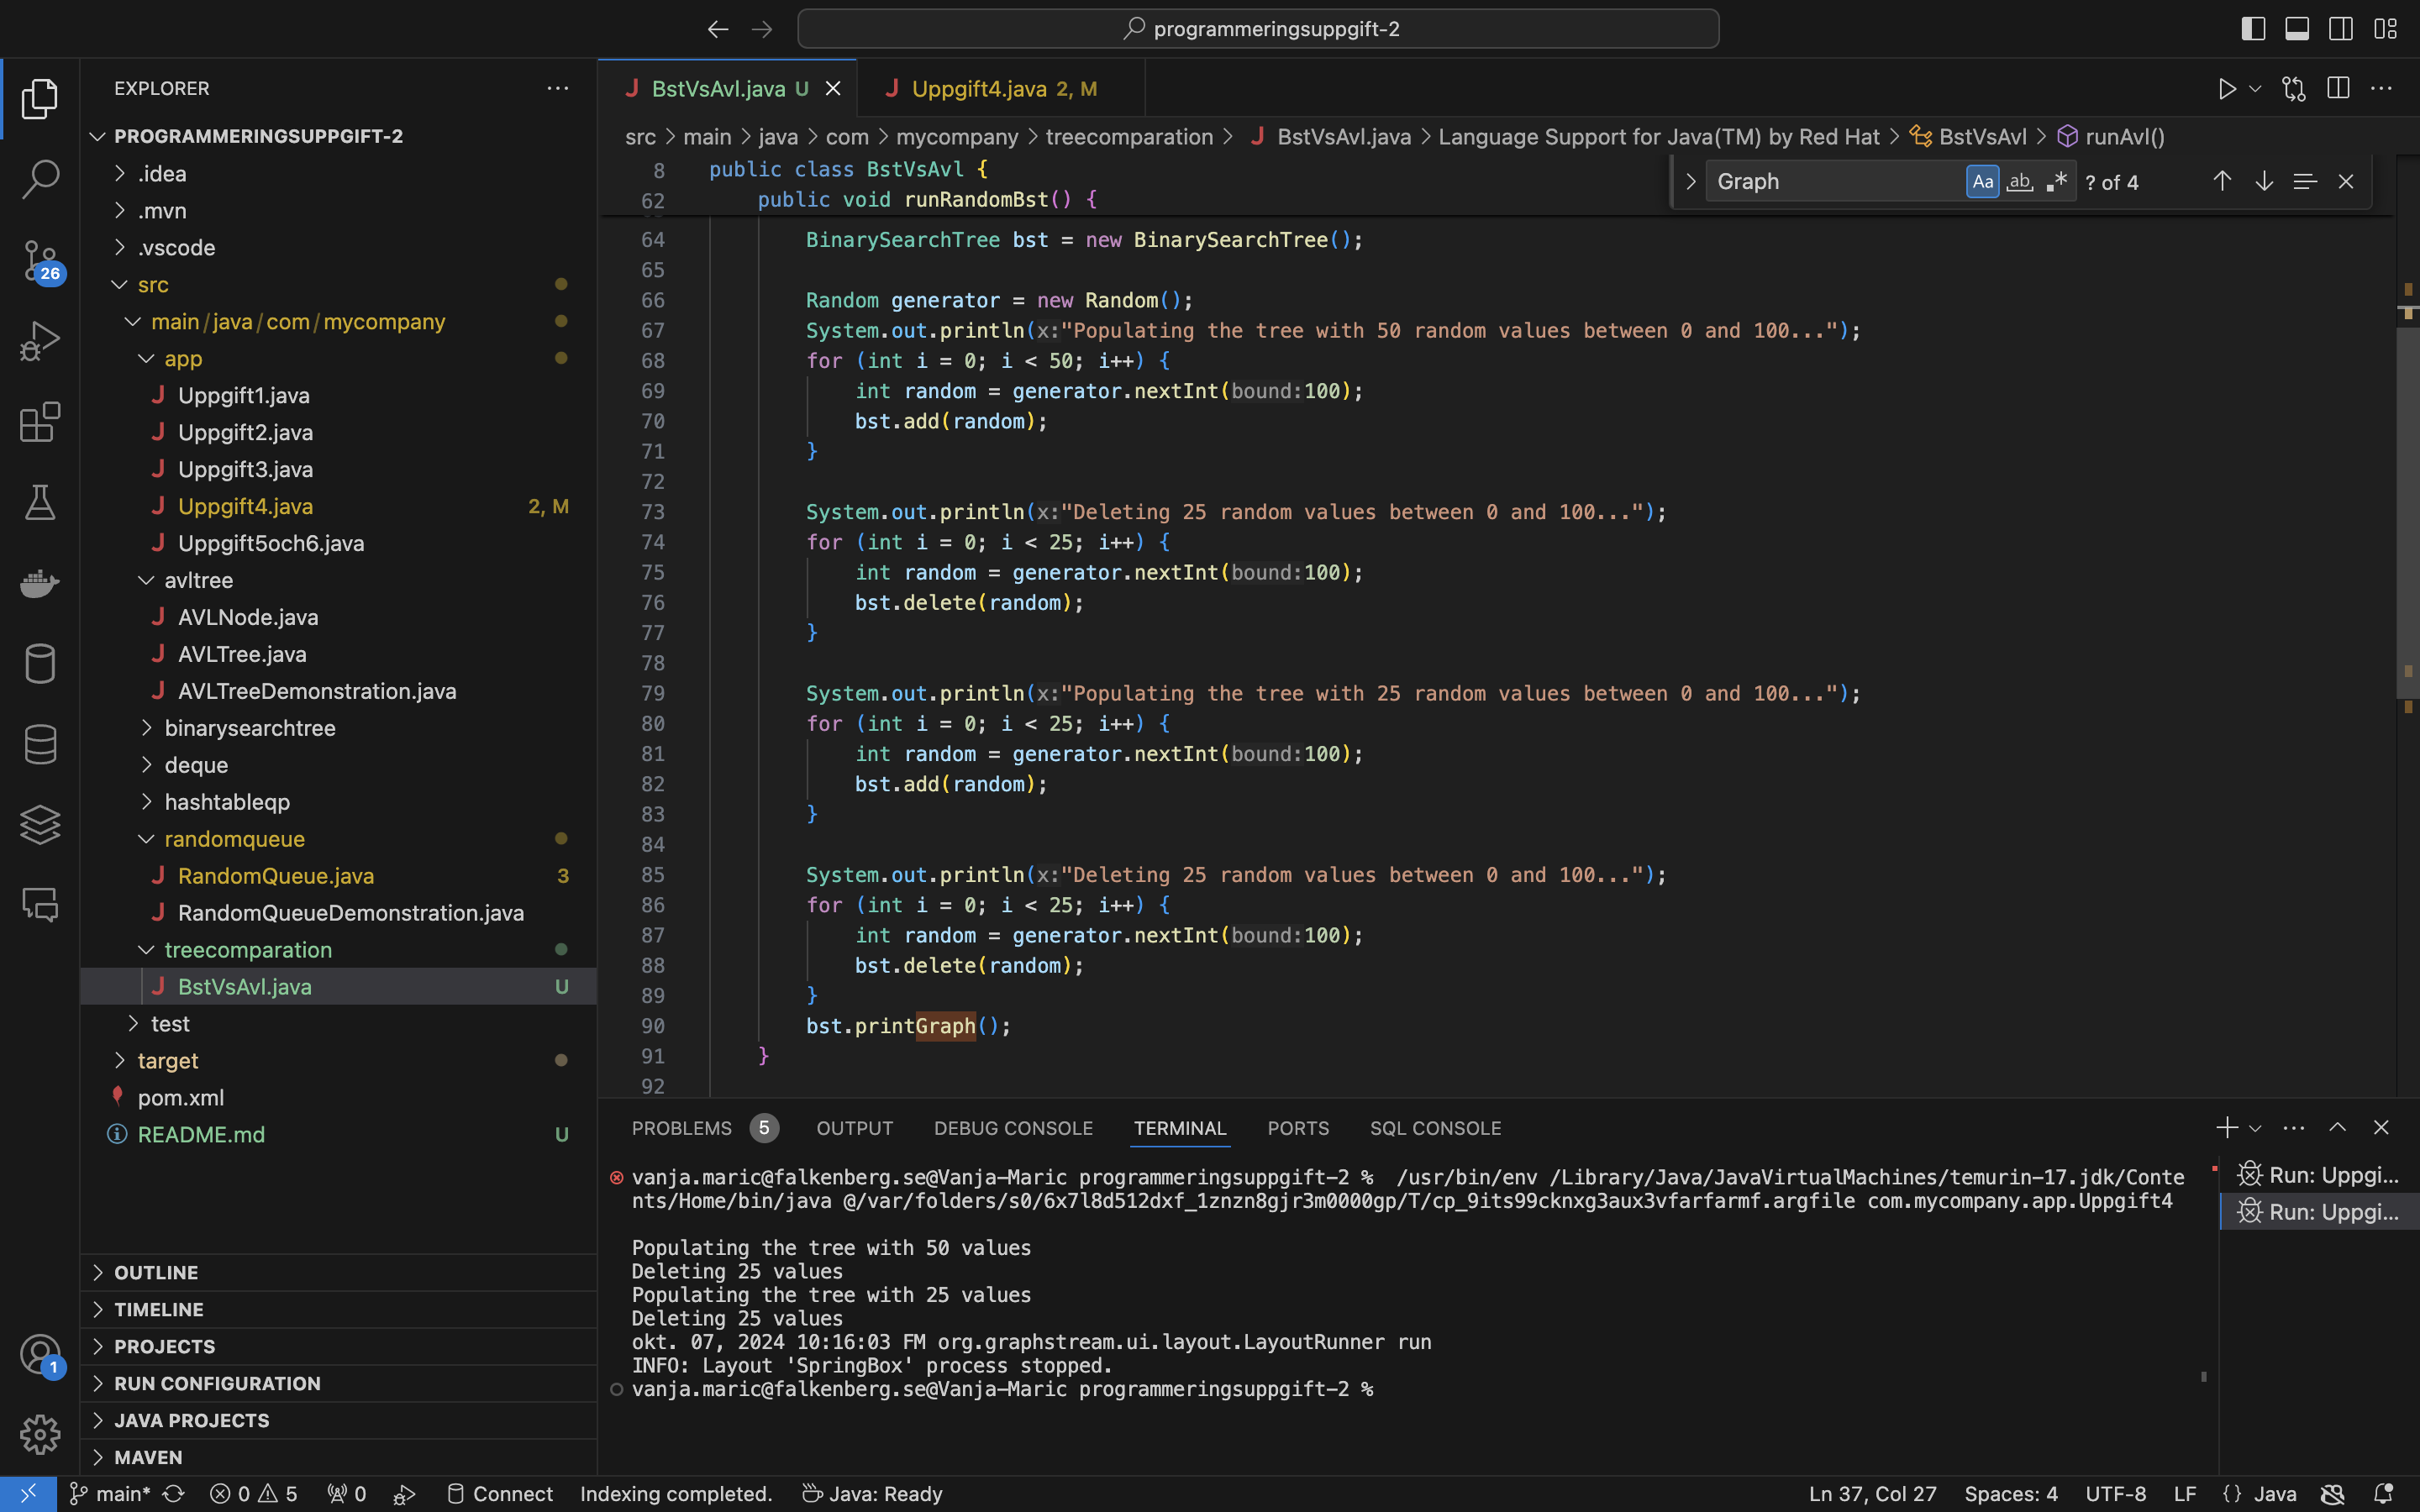 programmeringsuppgift-2
EXPLORER
PROGRAMMERINGSUPPGIFT-2
.idea
.mvn
.vscode
src
main/java/com/mycompany
app
Uppgift1.java
Uppgift2.java
Uppgift3.java
Uppgift4.java 2, M
Uppgift5och6.java
avltree
AVLNode.java
AVLTree.java
AVLTreeDemonstration.java
binarysearchtree
deque
hashtableqp
randomqueue
RandomQueue.java 3
RandomQueueDemonstration.java
treecomparation
BstVsAvl.java U
test
target
pom.xml
README.md U
OUTLINE
TIMELINE
PROJECTS
RUN CONFIGURATION
JAVA PROJECTS
MAVEN
26
1
BstVsAvl.java U
Uppgift4.java 2, M
src > main > java > com > mycompany > treecomparation > BstVsAvl.java > Language Support for Java(TM) by Red Hat > BstVsAvl > runAvl()
Graph Aa ab .* ? of 4
8 public class BstVsAvl {
62 public void runRandomBst() {
64 BinarySearchTree bst = new BinarySearchTree();
65
66 Random generator = new Random();
67 System.out.println(x:"Populating the tree with 50 random values between 0 and 100...");
68 for (int i = 0; i < 50; i++) {
69 int random = generator.nextInt(bound:100);
70 bst.add(random);
71 }
72
73 System.out.println(x:"Deleting 25 random values between 0 and 100...");
74 for (int i = 0; i < 25; i++) {
75 int random = generator.nextInt(bound:100);
76 bst.delete(random);
77 }
78
79 System.out.println(x:"Populating the tree with 25 random values between 0 and 100...");
80 for (int i = 0; i < 25; i++) {
81 int random = generator.nextInt(bound:100);
82 bst.add(random);
83 }
84
85 System.out.println(x:"Deleting 25 random values between 0 and 100...");
86 for (int i = 0; i < 25; i++) {
87 int random = generator.nextInt(bound:100);
88 bst.delete(random);
89 }
90 bst.printGraph();
91 }
92
PROBLEMS 5 OUTPUT DEBUG CONSOLE TERMINAL PORTS SQL CONSOLE
vanja.maric@falkenberg.se@Vanja-Maric programmeringsuppgift-2 % /usr/bin/env /Library/Java/JavaVirtualMachines/temurin-17.jdk/Conte
nts/Home/bin/java @/var/folders/s0/6x7l8d512dxf_1znzn8gjr3m0000gp/T/cp_9its99cknxg3aux3vfarfarmf.argfile com.mycompany.app.Uppgift4
Populating the tree with 50 values
Deleting 25 values
Populating the tree with 25 values
Deleting 25 values
okt. 07, 2024 10:16:03 FM org.graphstream.ui.layout.LayoutRunner run
INFO: Layout 'SpringBox' process stopped.
vanja.maric@falkenberg.se@Vanja-Maric programmeringsuppgift-2 %
Run: Uppgi...
Run: Uppgi...
main* 0 5 0 Connect Indexing completed. Java: Ready Ln 37, Col 27 Spaces: 4 UTF-8 LF {} Java